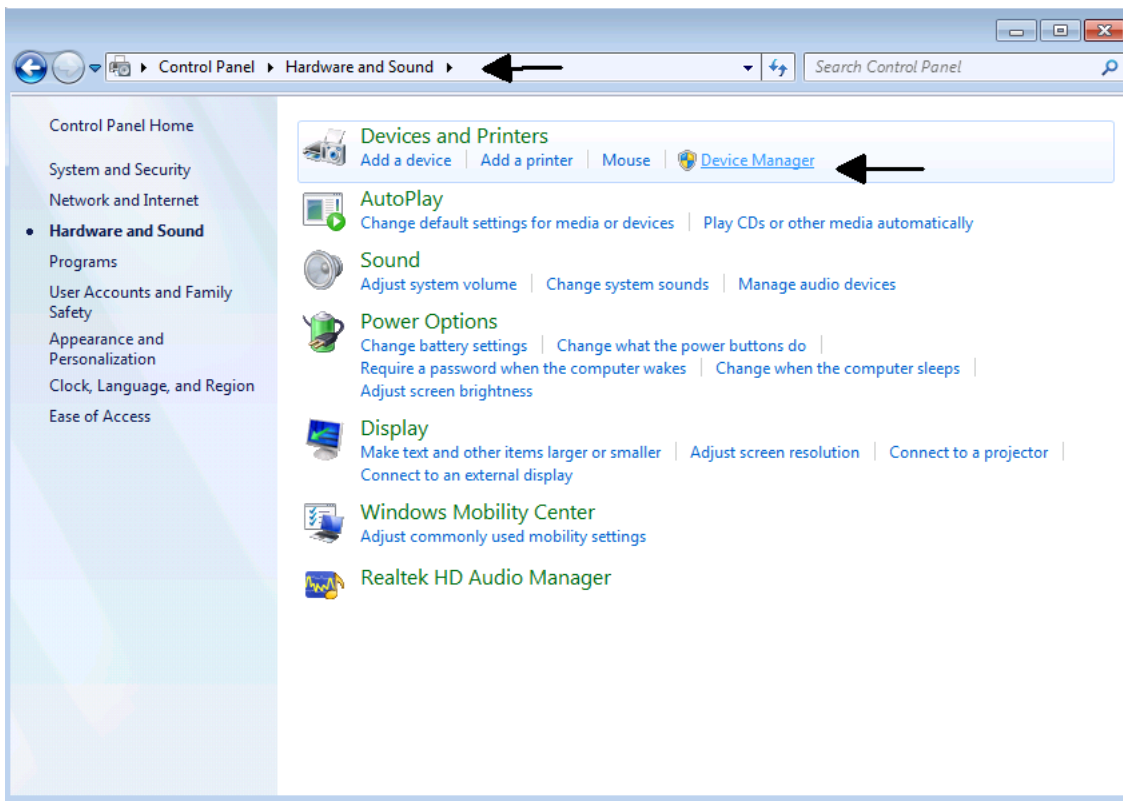 Control Panel Hardware and Sound
Search Control Panel
Control Panel Home
System and Security
Network and Internet
Hardware and Sound
Programs
User Accounts and Family
Safety
Appearance and
Personalization
Clock, Language, and Region
Ease of Access
Devices and Printers
Add a device Add a printer Mouse Device Manager
AutoPlay
Change default settings for media or devices Play CDs or other media automatically
Sound
Adjust system volume Change system sounds Manage audio devices
Power Options
Change battery settings Change what the power buttons do
Require a password when the computer wakes Change when the computer sleeps
Adjust screen brightness
Display
Make text and other items larger or smaller Adjust screen resolution Connect to a projector
Connect to an external display
Windows Mobility Center
Adjust commonly used mobility settings
Realtek HD Audio Manager